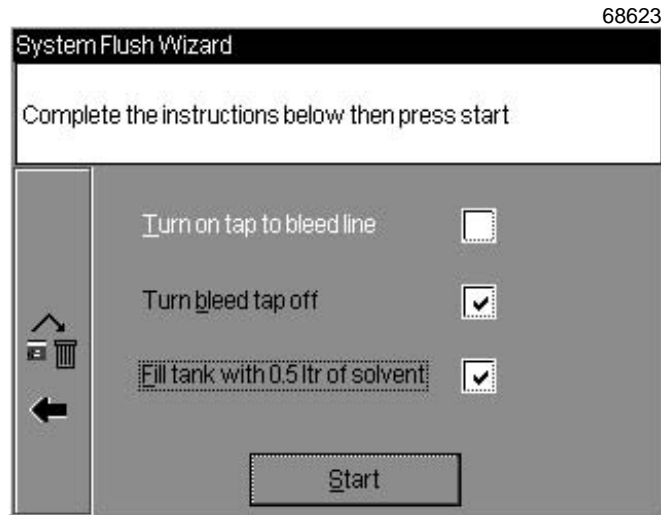 68623
System Flush Wizard
Complete the instructions below then press start
Turn on tap to bleed line
Turn bleed tap off
Fill tank with 0.5 ltr of solvent
Start